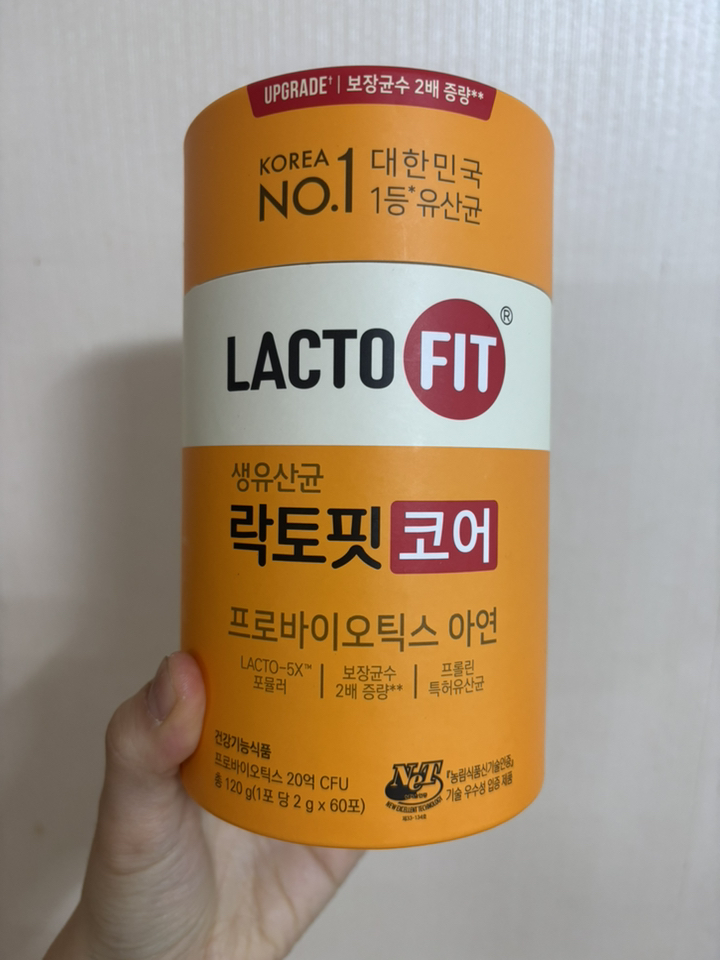 UPGRADE† | 보장균수 2배 증량**
KOREA NO.1
대한민국
1등*유산균
LACTO FIT®
생유산균
락토핏 코어
프로바이오틱스 아연
LACTO-5X™
포뮬러
보장균수
2배 증량**
프롤린
특허유산균
건강기능식품
프로바이오틱스 20억 CFU
총 120 g(1포 당 2 g x 60포)
NeT
NEW EXCELLENT TECHNOLOGY
『농림식품신기술인증』
기술 우수성 입증 제품